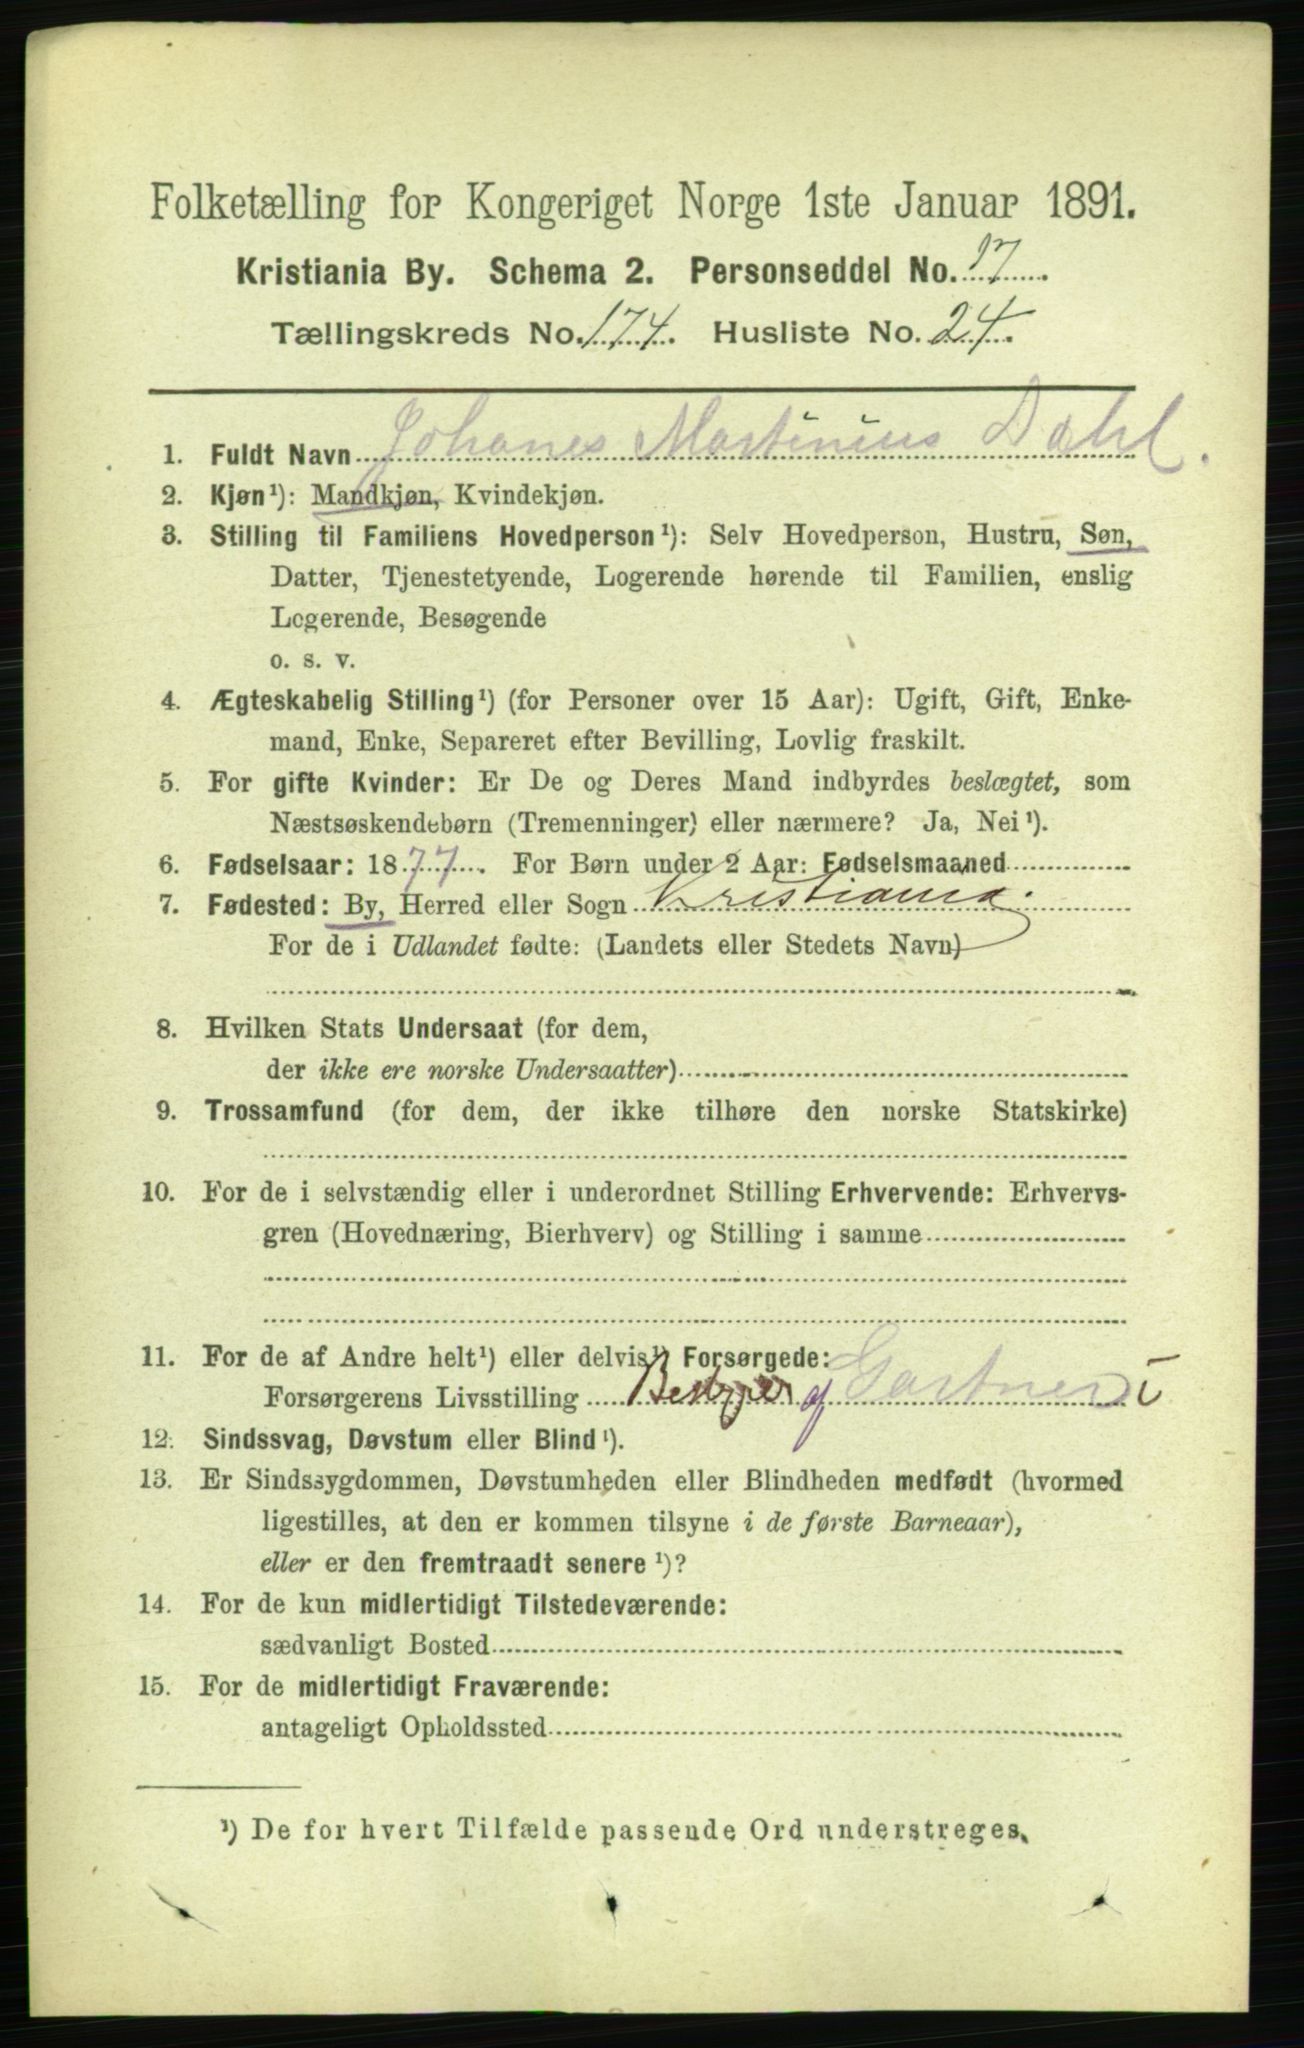 Folketælling for Kongeriget Norge 1ste Januar 1891.
Kristiania By. Schema 2. Personseddel No. 17
Tællingskreds No. 174. Husliste No. 24.
1. Fuldt Navn Johanes Martinius Dahl.
2. Kjøn¹): Mandkjøn, Kvindekjøn.
3. Stilling til Familiens Hovedperson¹): Selv Hovedperson, Hustru, Søn,
Datter, Tjenestetyende, Logerende hørende til Familien, enslig
Logerende, Besøgende
o. s. v.
4. Ægteskabelig Stilling¹) (for Personer over 15 Aar): Ugift, Gift, Enke-
mand, Enke, Separeret efter Bevilling, Lovlig fraskilt.
5. For gifte Kvinder: Er De og Deres Mand indbyrdes beslægtet, som
Næstsøskendebørn (Tremenninger) eller nærmere? Ja, Nei¹).
6. Fødselsaar: 1877. For Børn under 2 Aar: Fødselsmaaned
7. Fødested: By, Herred eller Sogn Kristiania.
For de i Udlandet fødte: (Landets eller Stedets Navn)
8. Hvilken Stats Undersaat (for dem,
der ikke ere norske Undersaatter)
9. Trossamfund (for dem, der ikke tilhøre den norske Statskirke)
10. For de i selvstændig eller i underordnet Stilling Erhvervende: Erhvervs-
gren (Hovednæring, Bierhverv) og Stilling i samme
11. For de af Andre helt¹) eller delvis¹) Forsørgede:
Forsørgerens Livsstilling Bestyrer af Gartneri
12. Sindssvag, Døvstum eller Blind¹).
13. Er Sindssygdommen, Døvstumheden eller Blindheden medfødt (hvormed
ligestilles, at den er kommen tilsyne i de første Barneaar),
eller er den fremtraadt senere¹)?
14. For de kun midlertidigt Tilstedeværende:
sædvanligt Bosted
15. For de midlertidigt Fraværende:
antageligt Opholdssted
¹) De for hvert Tilfælde passende Ord understreges.